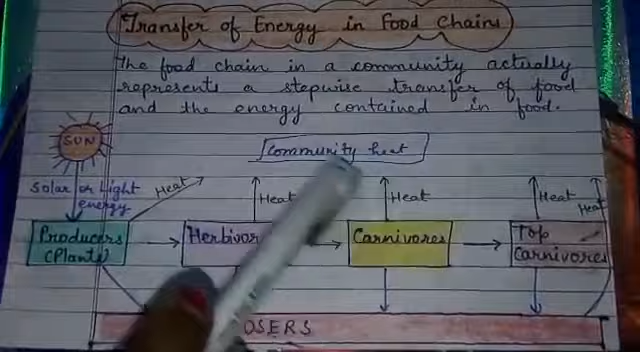 Transfer of Energy in Food Chains
The food chain in a community actually
represents a stepwise transfer of food
and the energy contained in food.
SUN
Community heat
Solar or Light
energy
Heat
Heat
Heat
Heat
Heat
Producers
(Plants)
Herbivor
Carnivores
Top
Carnivores
OSERS